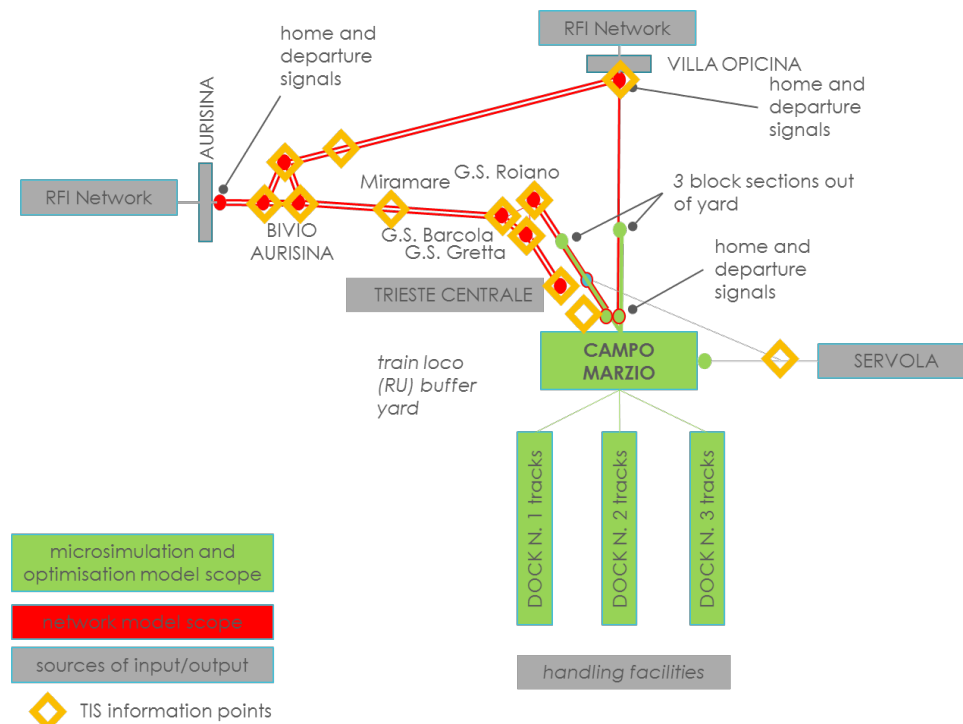 RFI Network
VILLA OPICINA
home and
departure
signals
home and
departure
signals
AURISINA
RFI Network
BIVIO
AURISINA
Miramare
G.S. Roiano
G.S. Barcola
G.S. Gretta
3 block sections out
of yard
home and
departure
signals
TRIESTE CENTRALE
CAMPO
MARZIO
SERVOLA
train loco
(RU) buffer
yard
DOCK N. 1 tracks
DOCK N. 2 tracks
DOCK N. 3 tracks
handling facilities
microsimulation and
optimisation model scope
network model scope
sources of input/output
TIS information points